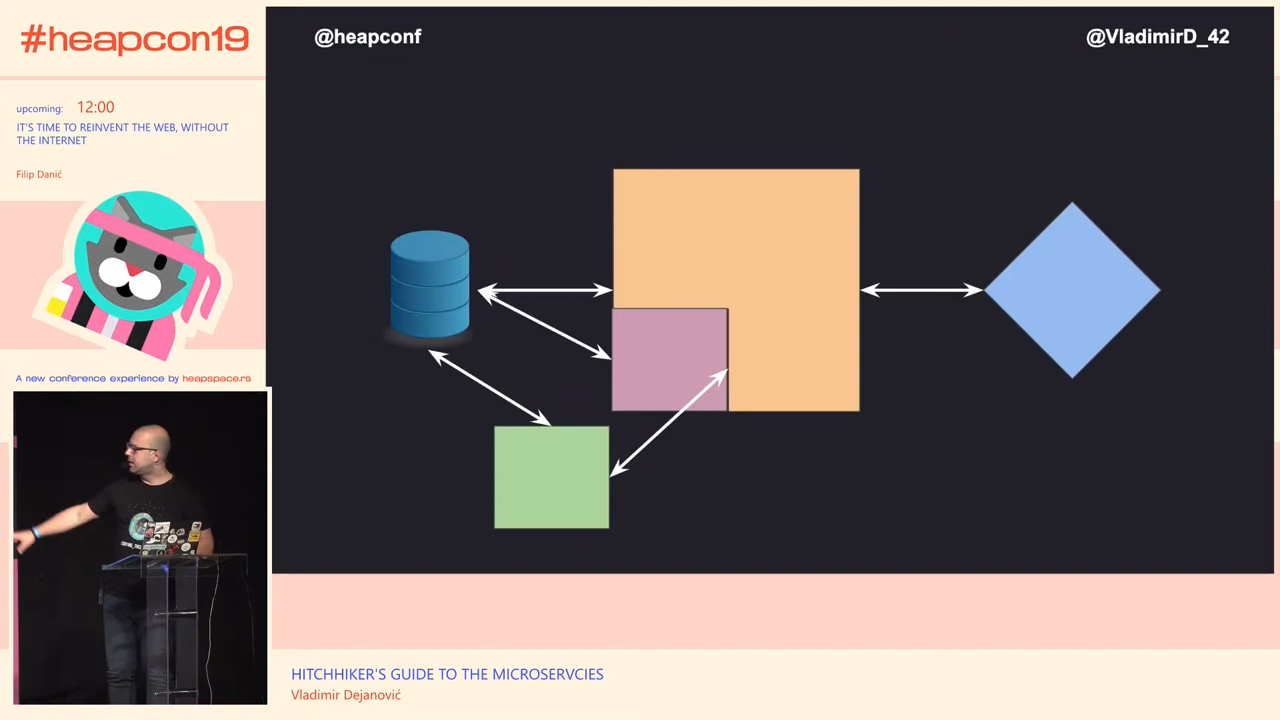 #heapcon19
upcoming: 12:00
IT'S TIME TO REINVENT THE WEB, WITHOUT
THE INTERNET
Filip Danić
A new conference experience by heapspace.rs
@heapconf
@VladimirD_42
HITCHHIKER'S GUIDE TO THE MICROSERVCIES
Vladimir Dejanović